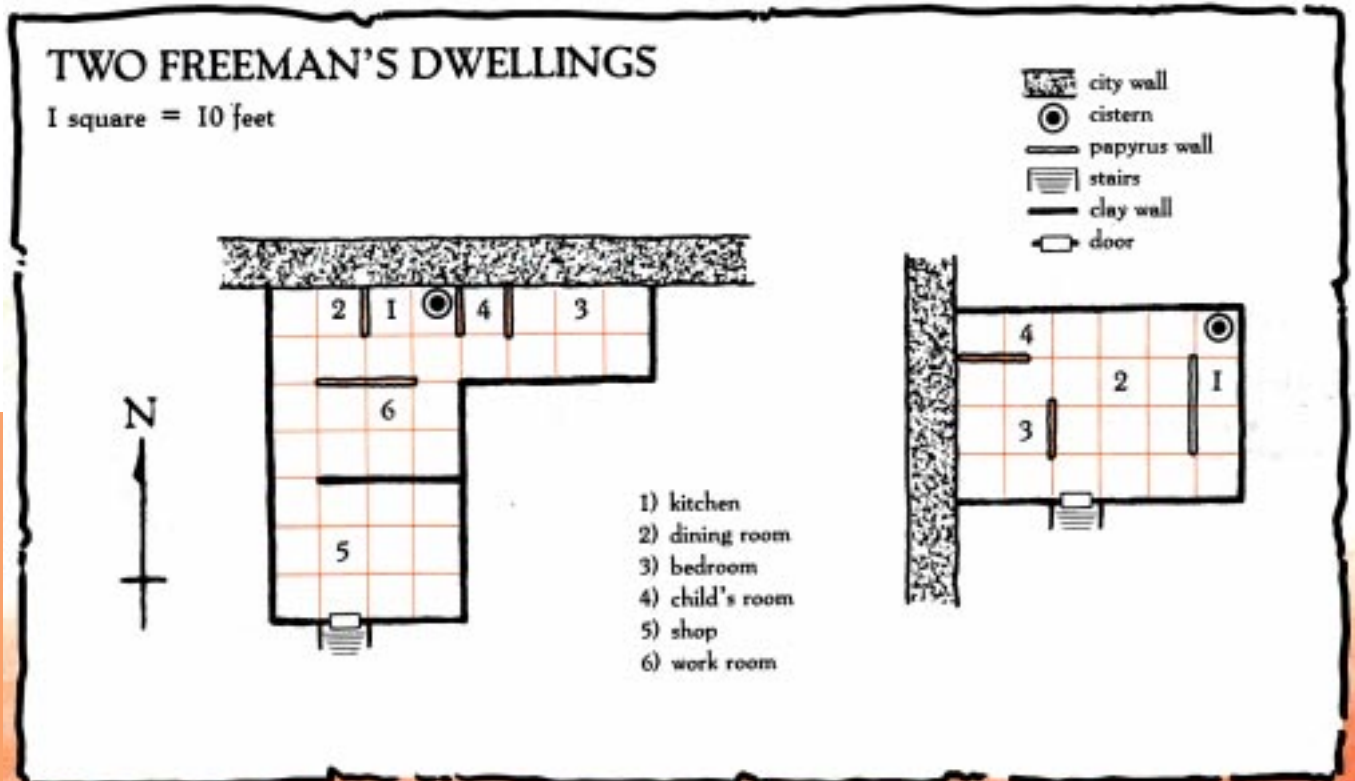 TWO FREEMAN'S DWELLINGS
1 square = 10 feet
city wall
cistern
papyrus wall
stairs
clay wall
door
2 1 4 3
6
5
N
4
2 1
3
1) kitchen
2) dining room
3) bedroom
4) child's room
5) shop
6) work room